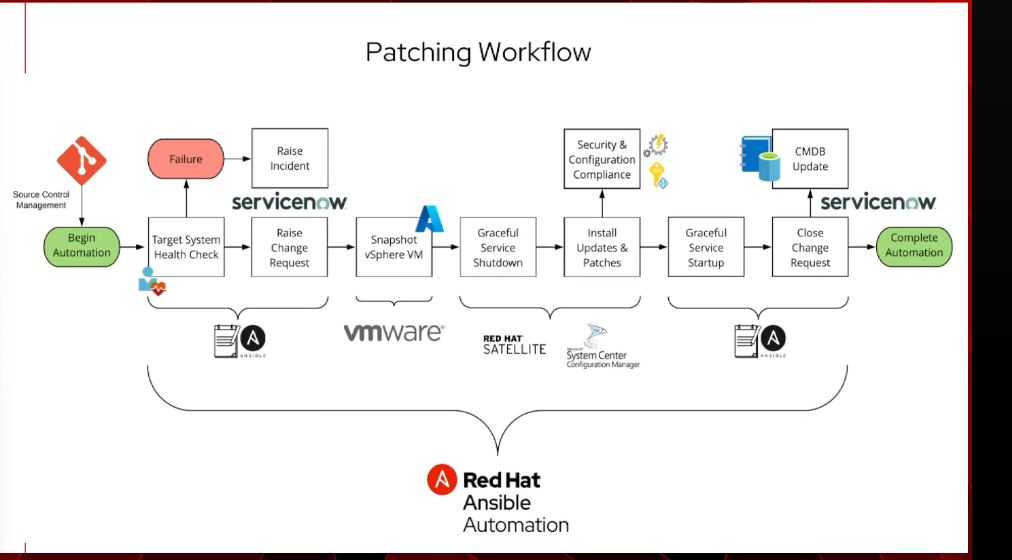 Patching Workflow
Source Control
Management
Begin
Automation
Failure
Raise
Incident
servicenow
Target System
Health Check
Raise
Change
Request
Snapshot
vSphere VM
Graceful
Service
Shutdown
Security &
Configuration
Compliance
Install
Updates &
Patches
Graceful
Service
Startup
CMDB
Update
servicenow
Close
Change
Request
Complete
Automation
A
ANSIBLE
vmware®
RED HAT
SATELLITE
Microsoft
System Center
Configuration Manager
A
ANSIBLE
A
Red Hat
Ansible
Automation